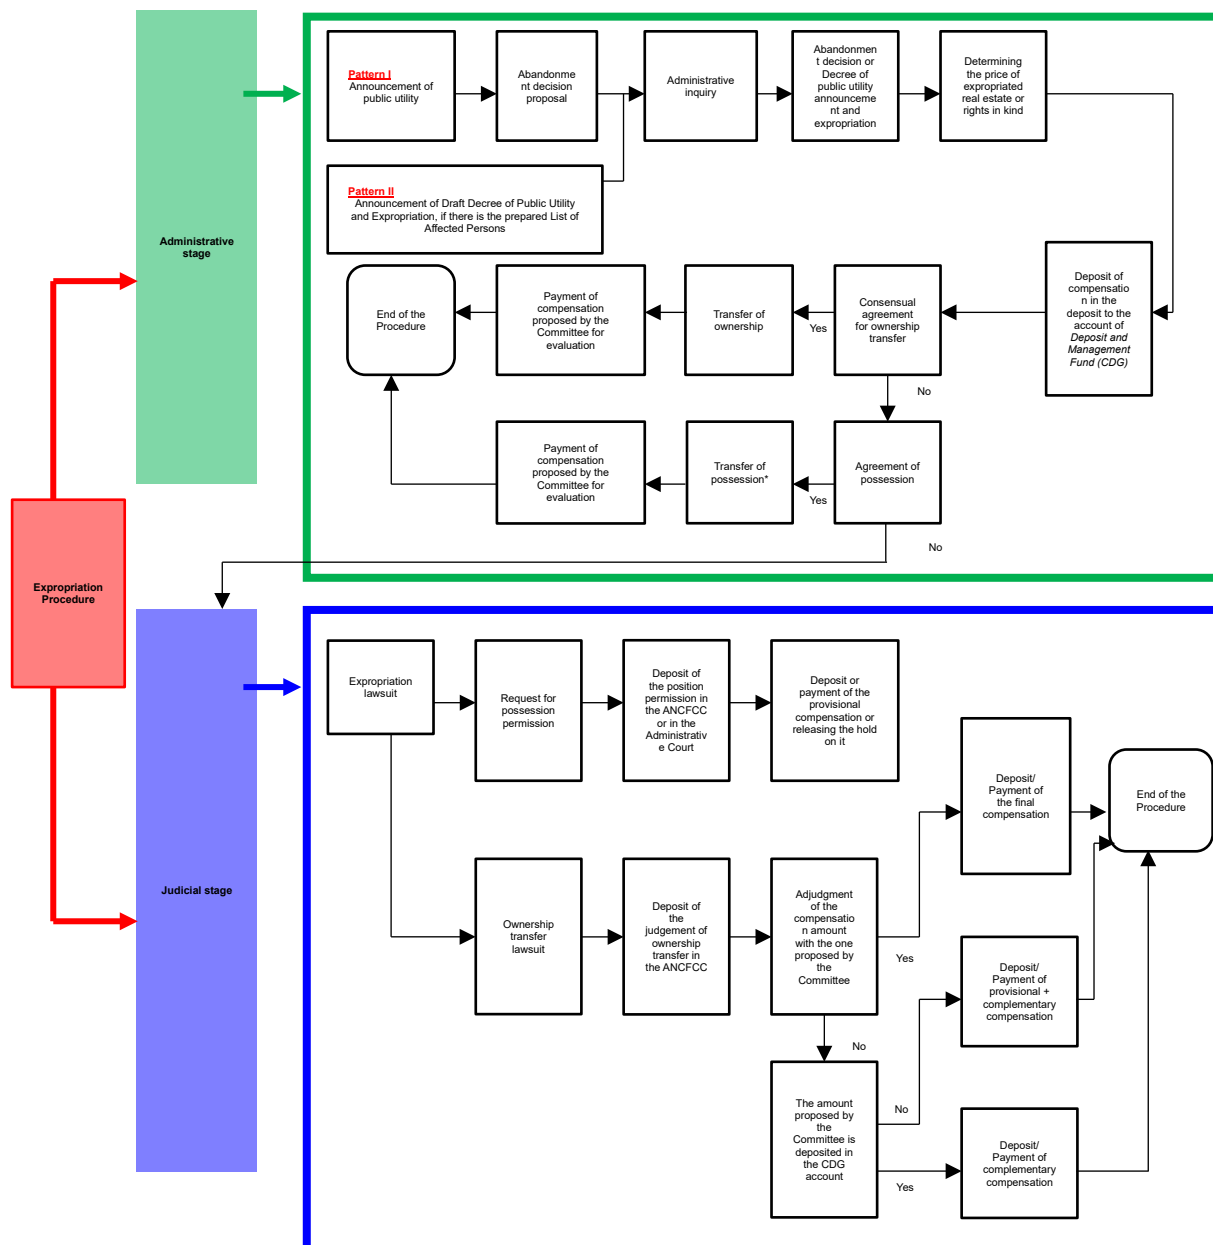 Pattern I
Announcement of
public utility
Abandonme
nt decision
proposal
Administrative
inquiry
Abandonmen
t decision or
Decree of
public utility
announceme
nt and
expropriation
Determining
the price of
expropriated
real estate or
rights in kind
Pattern II
Announcement of Draft Decree of Public Utility
and Expropriation, if there is the prepared List of
Affected Persons
Administrative
stage
End of the
Procedure
Payment of
compensation
proposed by the
Committee for
evaluation
Transfer of
ownership
Yes
Consensual
agreement
for ownership
transfer
Deposit of
compensatio
n in the
deposit to the
account of
Deposit and
Management
Fund (CDG)
No
Payment of
compensation
proposed by the
Committee for
evaluation
Transfer of
possession*
Yes
Agreement of
possession
No
Expropriation
Procedure
Judicial stage
Expropriation
lawsuit
Request for
possession
permission
Deposit of
the position
permission in
the ANCFCC
or in the
Administrativ
e Court
Deposit or
payment of the
provisional
compensation or
releasing the hold
on it
Deposit/
Payment of
the final
compensation
End of the
Procedure
Ownership
transfer
lawsuit
Deposit of
the
judgement of
ownership
transfer in
the ANCFCC
Adjudgment
of the
compensatio
n amount
with the one
proposed by
the
Committee
Yes
Deposit/
Payment of
provisional +
complementary
compensation
No
The amount
proposed by
the
Committee is
deposited in
the CDG
account
No
Yes
Deposit/
Payment of
complementary
compensation